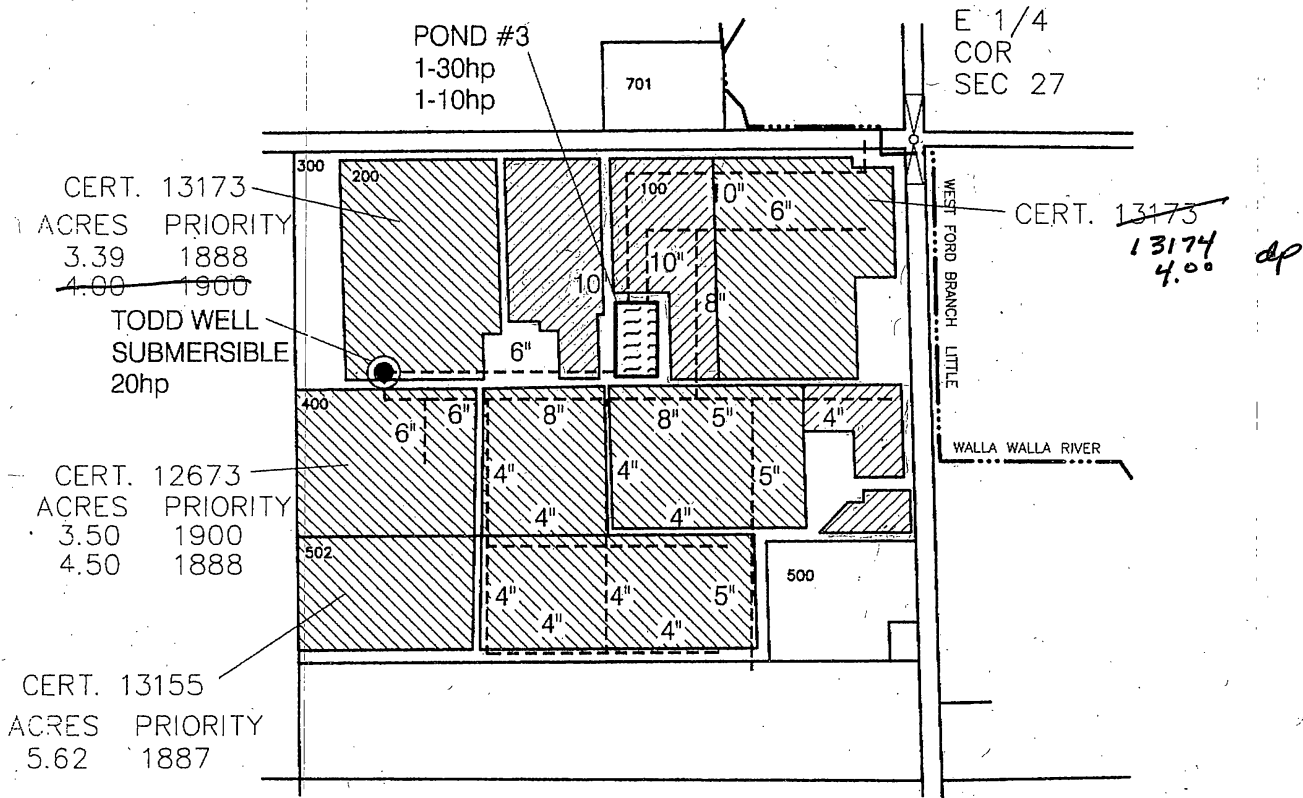 POND #3
1-30hp
1-10hp
E 1/4
COR
SEC 27
701
300
200
100
CERT. 13173
ACRES PRIORITY
3.39 1888
4.00 1900
CERT. 13173
13174
4.00 dp
10"
6"
10"
10"
8"
WEST FORD BRANCH LITTLE
WALLA WALLA RIVER
TODD WELL
SUBMERSIBLE
20hp
6"
400
6"
6"
8"
8"
5"
4"
4"
4"
5"
4"
4"
CERT. 12673
ACRES PRIORITY
3.50 1900
4.50 1888
502
500
4"
4"
5"
4"
4"
CERT. 13155
ACRES PRIORITY
5.62 1887